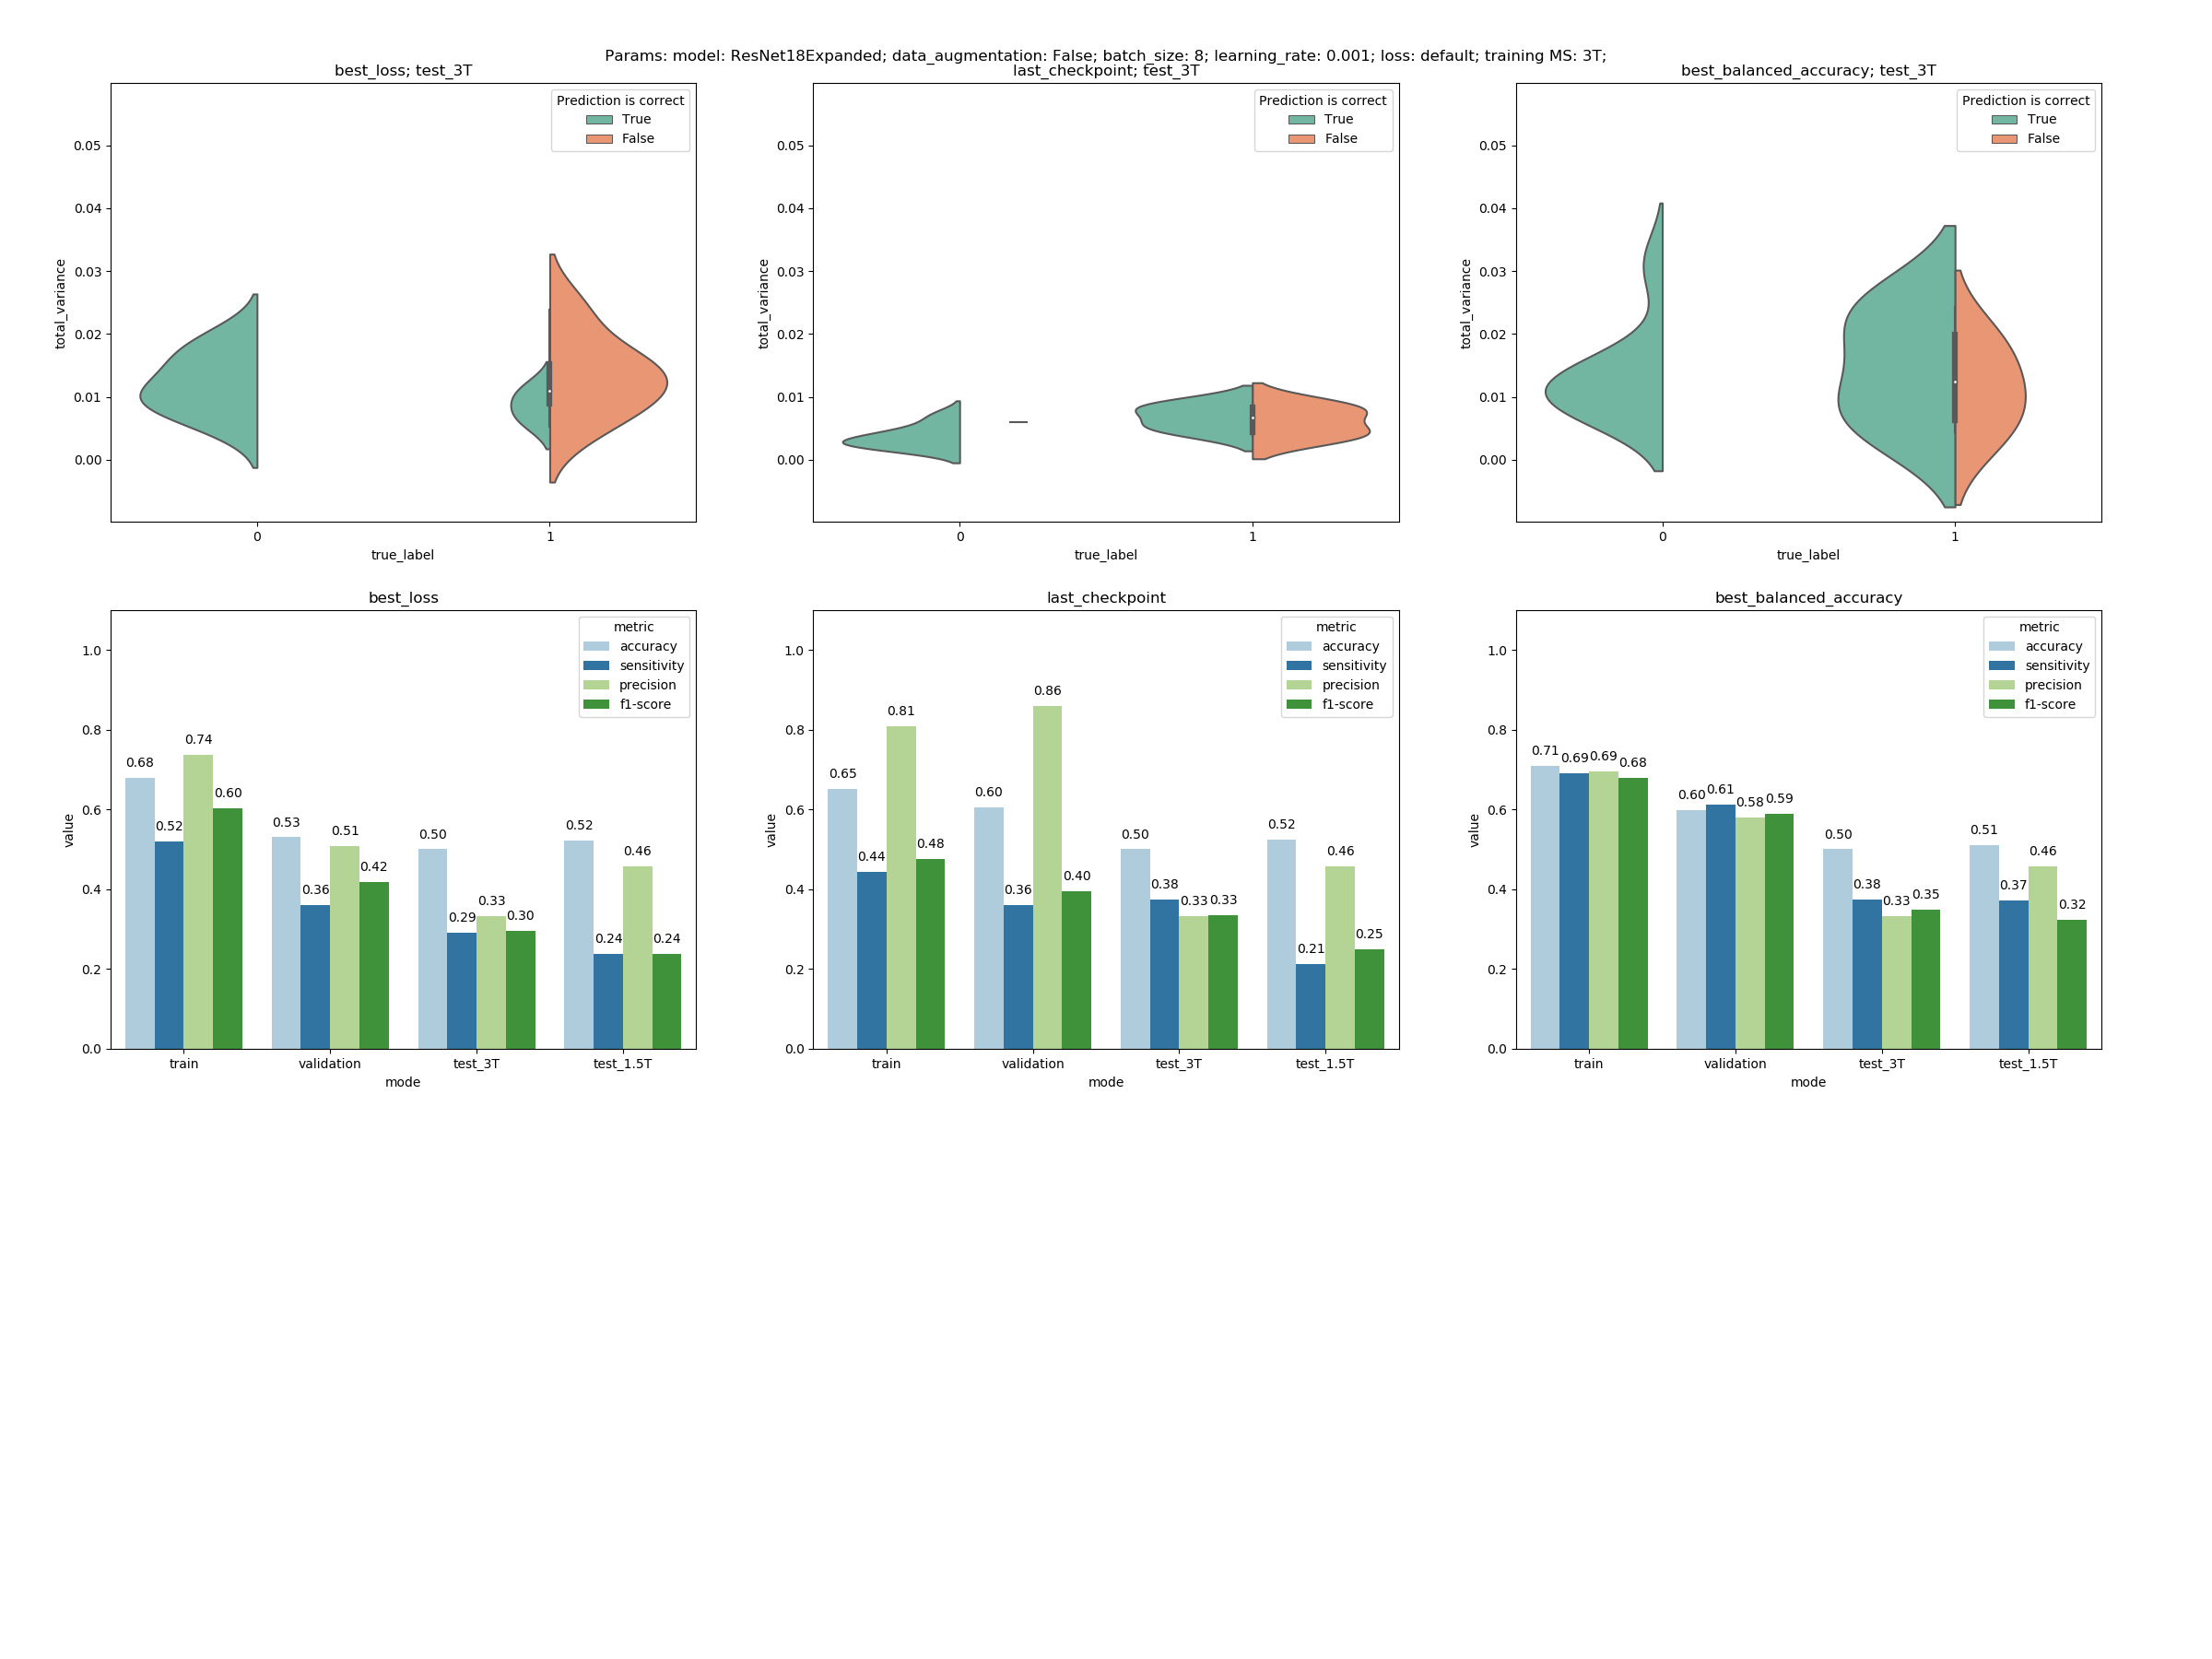 Params: model: ResNet18Expanded; data_augmentation: False; batch_size: 8; learning_rate: 0.001; loss: default; training MS: 3T;
best_loss; test_3T
Prediction is correct
True
False
0.05
0.04
0.03
0.02
0.01
0.00
total_variance
0
1
true_label
last_checkpoint; test_3T
Prediction is correct
True
False
0.05
0.04
0.03
0.02
0.01
0.00
total_variance
0
1
true_label
best_balanced_accuracy; test_3T
Prediction is correct
True
False
0.05
0.04
0.03
0.02
0.01
0.00
total_variance
0
1
true_label
best_loss
metric
accuracy
sensitivity
precision
f1-score
1.0
0.8
0.6
0.4
0.2
0.0
value
0.68
0.52
0.74
0.60
0.53
0.36
0.51
0.42
0.50
0.29
0.33
0.30
0.52
0.24
0.46
0.24
train
validation
test_3T
test_1.5T
mode
last_checkpoint
metric
accuracy
sensitivity
precision
f1-score
1.0
0.8
0.6
0.4
0.2
0.0
value
0.65
0.44
0.81
0.48
0.60
0.36
0.86
0.40
0.50
0.38
0.33
0.33
0.52
0.21
0.46
0.25
train
validation
test_3T
test_1.5T
mode
best_balanced_accuracy
metric
accuracy
sensitivity
precision
f1-score
1.0
0.8
0.6
0.4
0.2
0.0
value
0.71
0.69
0.69
0.68
0.60
0.61
0.58
0.59
0.50
0.38
0.33
0.35
0.51
0.37
0.46
0.32
train
validation
test_3T
test_1.5T
mode